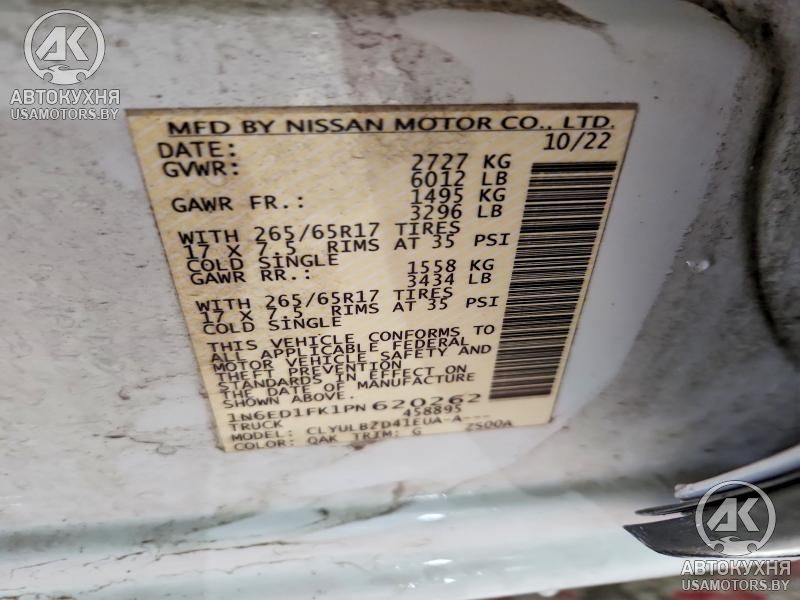 АК
АВТОКУХНЯ
USAMOTORS.BY
MFD BY NISSAN MOTOR CO., LTD.
DATE: 10/22
GVWR: 2727 KG
6012 LB
GAWR FR.: 1495 KG
3296 LB
WITH 265/65R17 TIRES
17 X 7.5 RIMS AT 35 PSI
COLD SINGLE
GAWR RR.: 1558 KG
3434 LB
WITH 265/65R17 TIRES
17 X 7.5 RIMS AT 35 PSI
COLD SINGLE
THIS VEHICLE CONFORMS TO
ALL APPLICABLE FEDERAL
MOTOR VEHICLE SAFETY AND
THEFT PREVENTION
STANDARDS IN EFFECT ON
THE DATE OF MANUFACTURE
SHOWN ABOVE.
1N6ED1FK1PN620262
TRUCK 458895
MODEL: CLYULBZD41EUA-A---
COLOR: QAK TRIM: G ZS00A
АК
АВТОКУХНЯ
USAMOTORS.BY